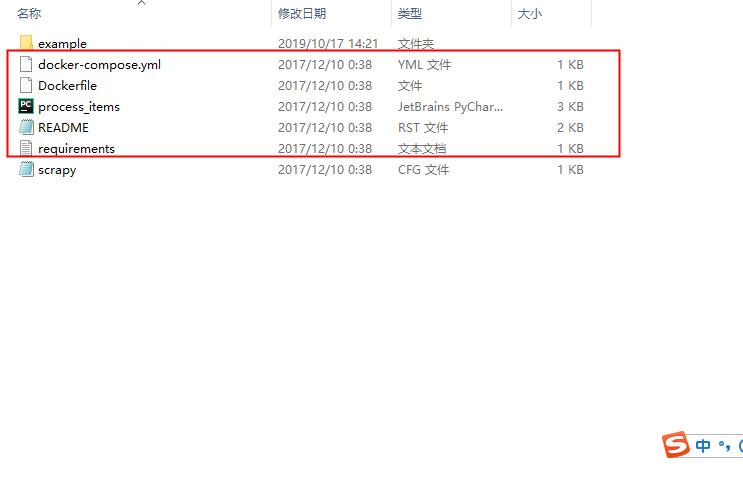 名称 修改日期 类型 大小
example 2019/10/17 14:21 文件夹
docker-compose.yml 2017/12/10 0:38 YML 文件 1 KB
Dockerfile 2017/12/10 0:38 文件 1 KB
PC process_items 2017/12/10 0:38 JetBrains PyChar... 3 KB
README 2017/12/10 0:38 RST 文件 2 KB
requirements 2017/12/10 0:38 文本文档 1 KB
scrapy 2017/12/10 0:38 CFG 文件 1 KB
S 中 °,